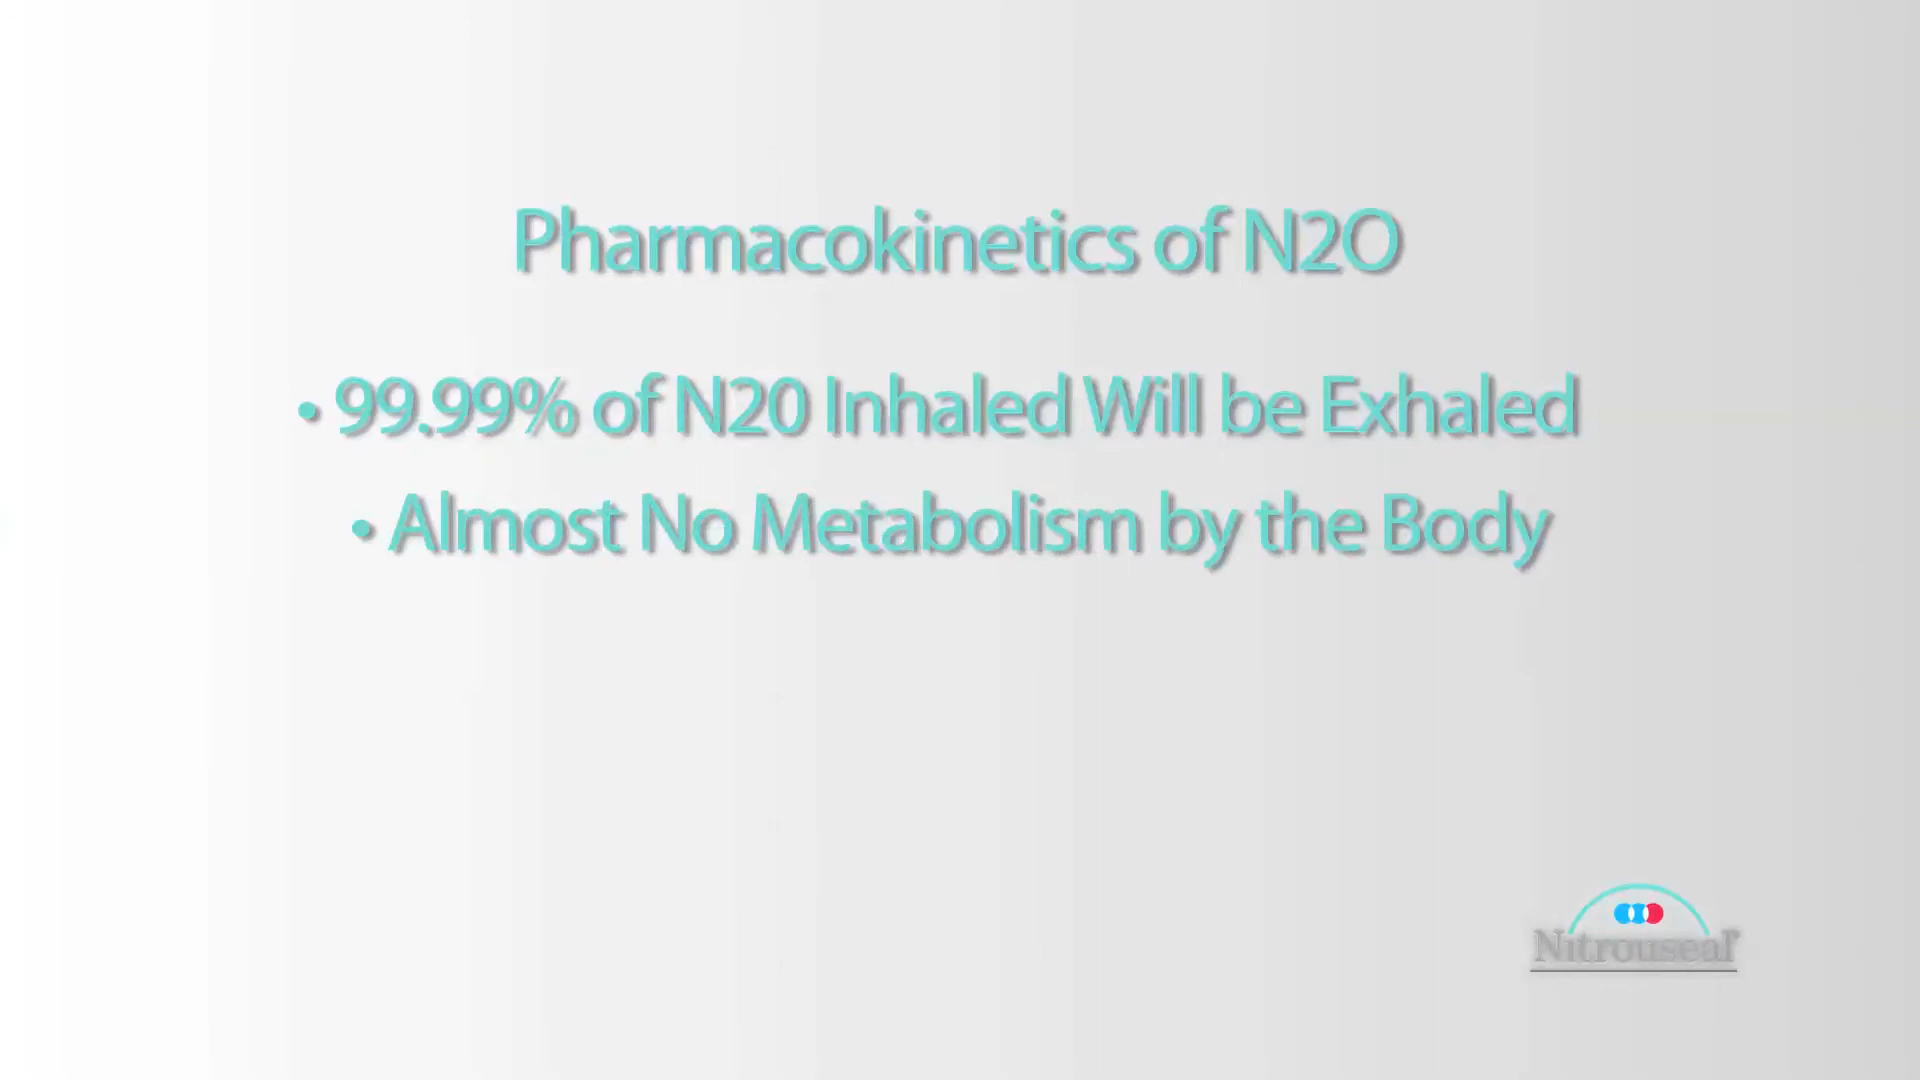 Pharmacokinetics of N2O
• 99.99% of N20 Inhaled Will be Exhaled
• Almost No Metabolism by the Body
Nitrouseal®